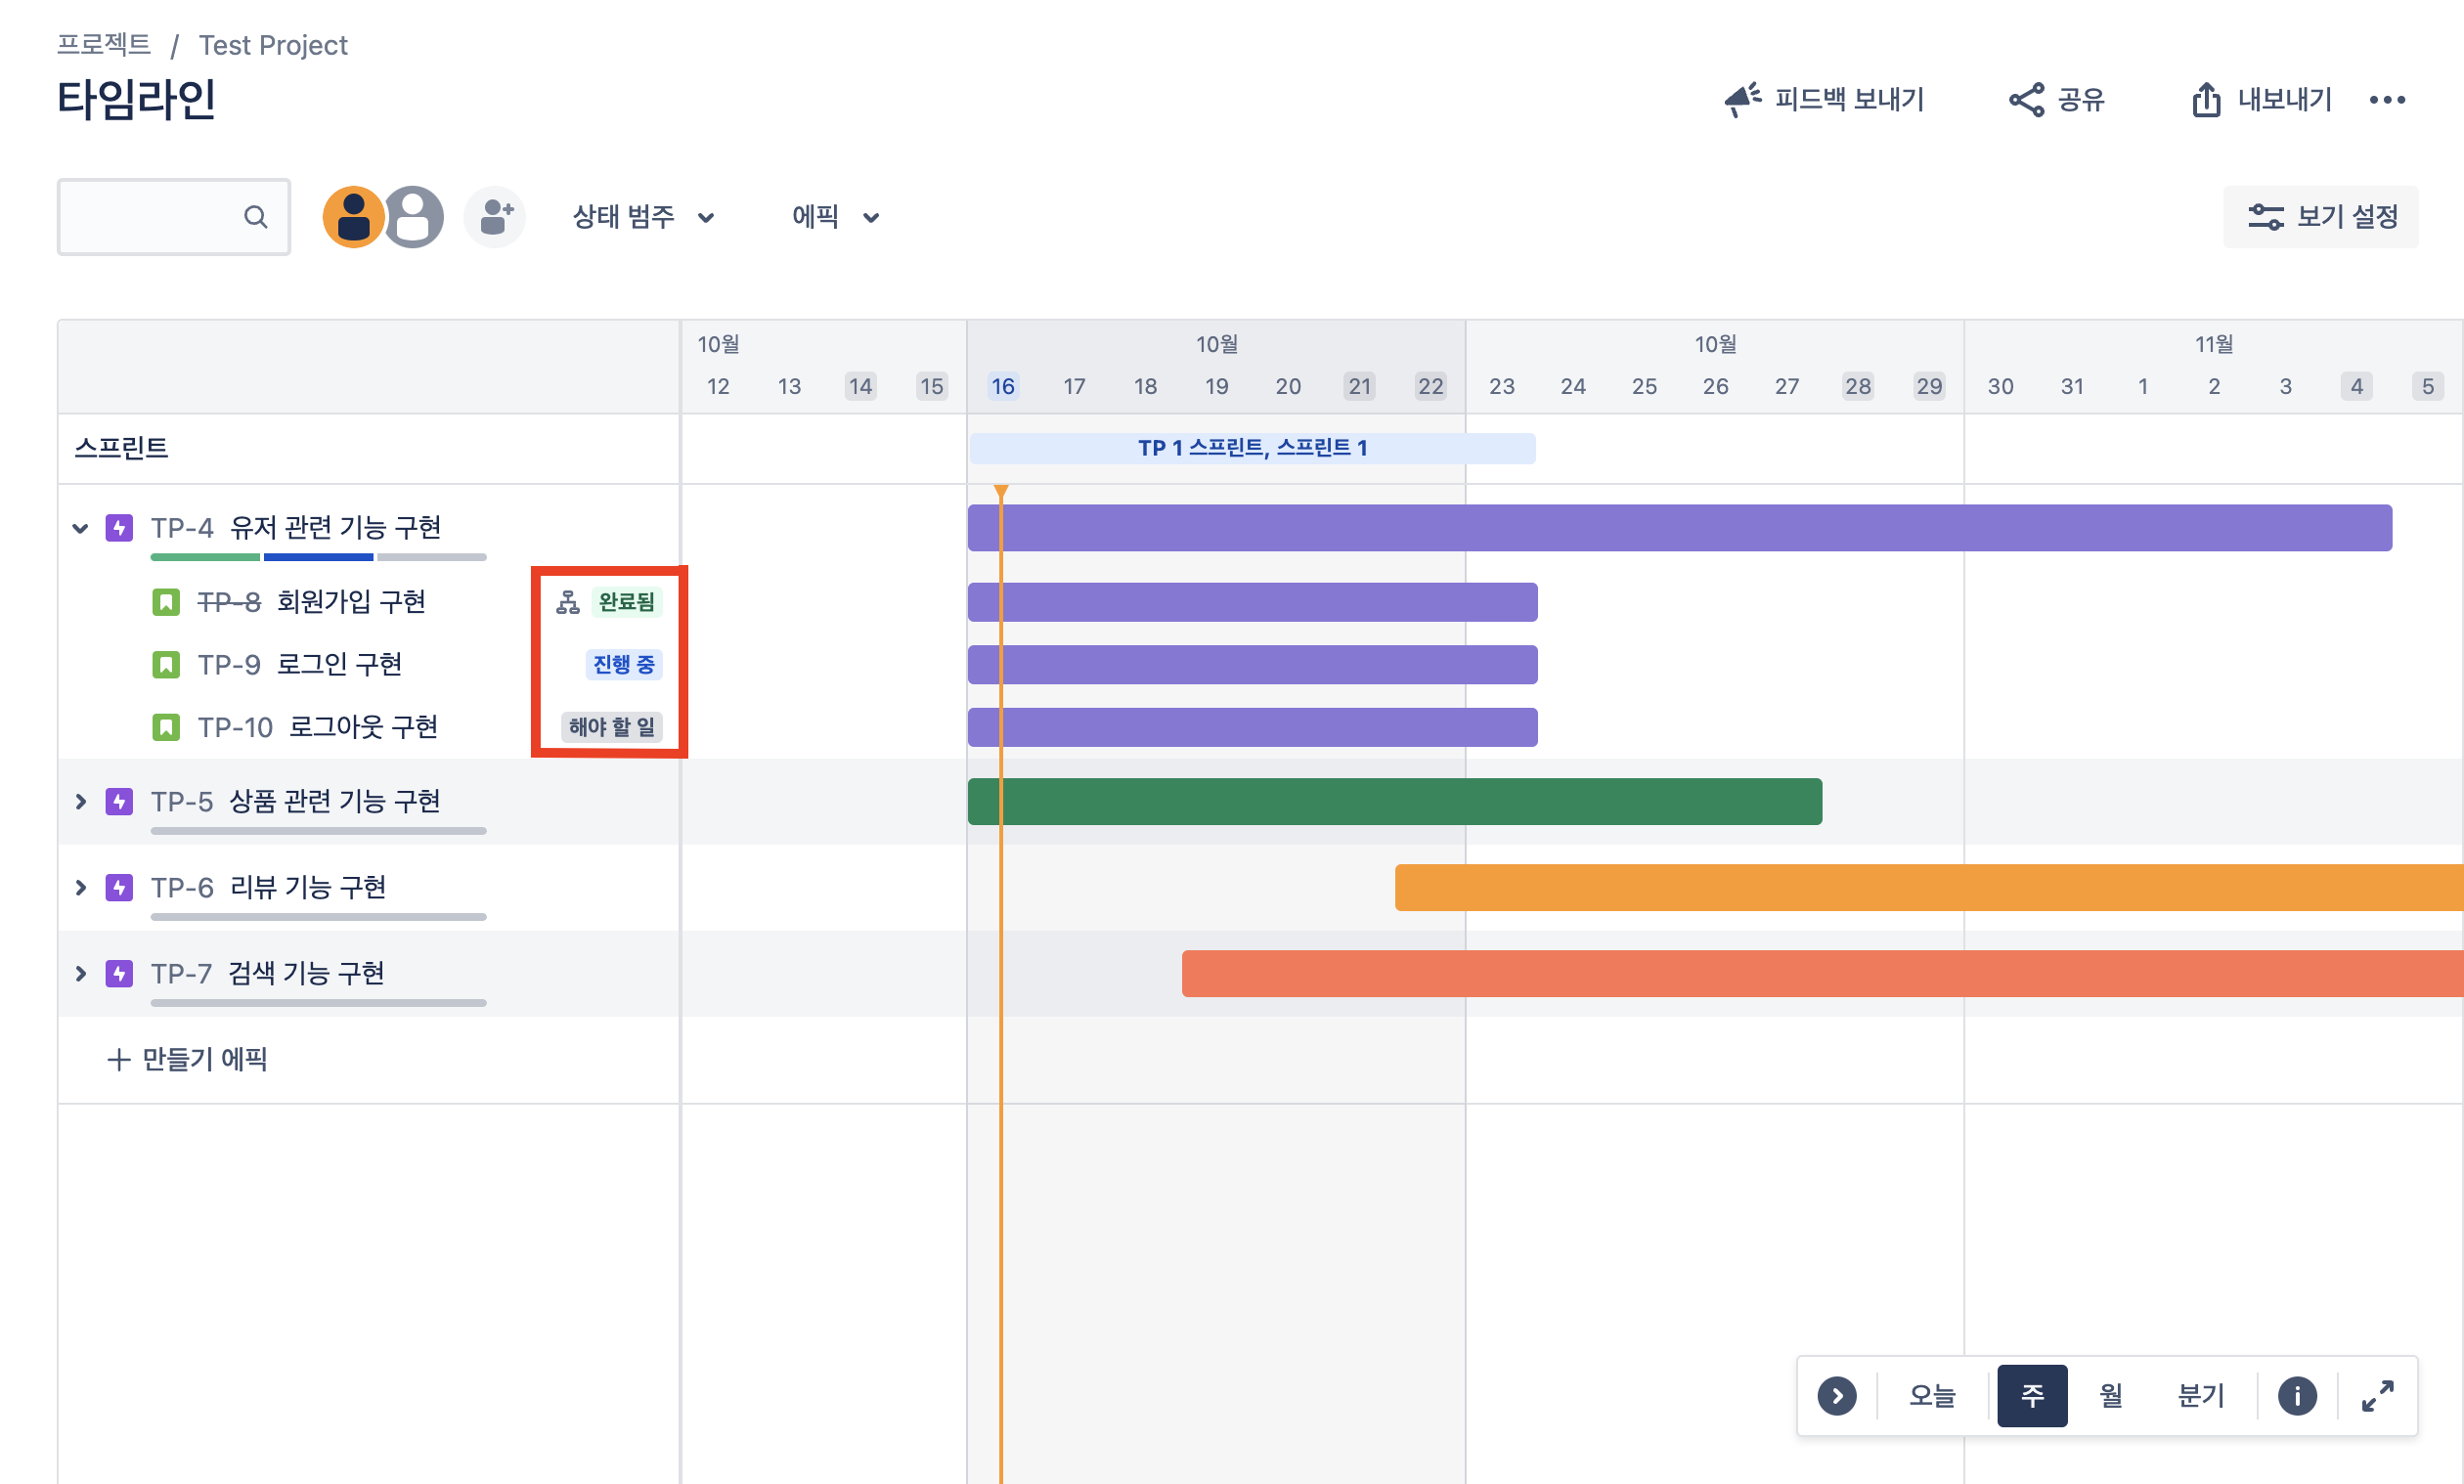 프로젝트 / Test Project
타임라인
피드백 보내기 공유 내보내기
상태 범주 에픽 보기 설정
10월 10월 10월 11월
12 13 14 15 16 17 18 19 20 21 22 23 24 25 26 27 28 29 30 31 1 2 3 4 5
스프린트 TP 1 스프린트, 스프린트 1
TP-4 유저 관련 기능 구현
TP-8 회원가입 구현 완료됨
TP-9 로그인 구현 진행 중
TP-10 로그아웃 구현 해야 할 일
TP-5 상품 관련 기능 구현
TP-6 리뷰 기능 구현
TP-7 검색 기능 구현
만들기 에픽
오늘 주 월 분기